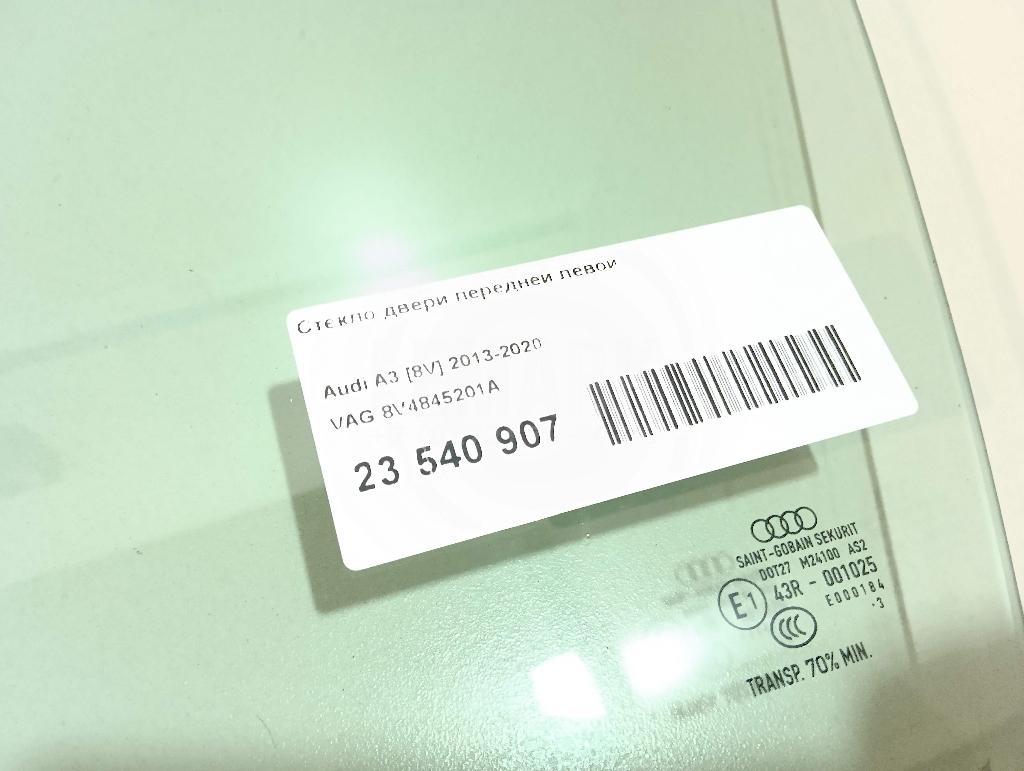 Стекло двери передней левой
Audi A3 [8V] 2013-2020
VAG 8V4845201A
23 540 907
SAINT-GOBAIN SEKURIT
DOT27 M24100 AS2
E1 43R - 001025
E000184
.3
CCC
TRANSP. 70% MIN.